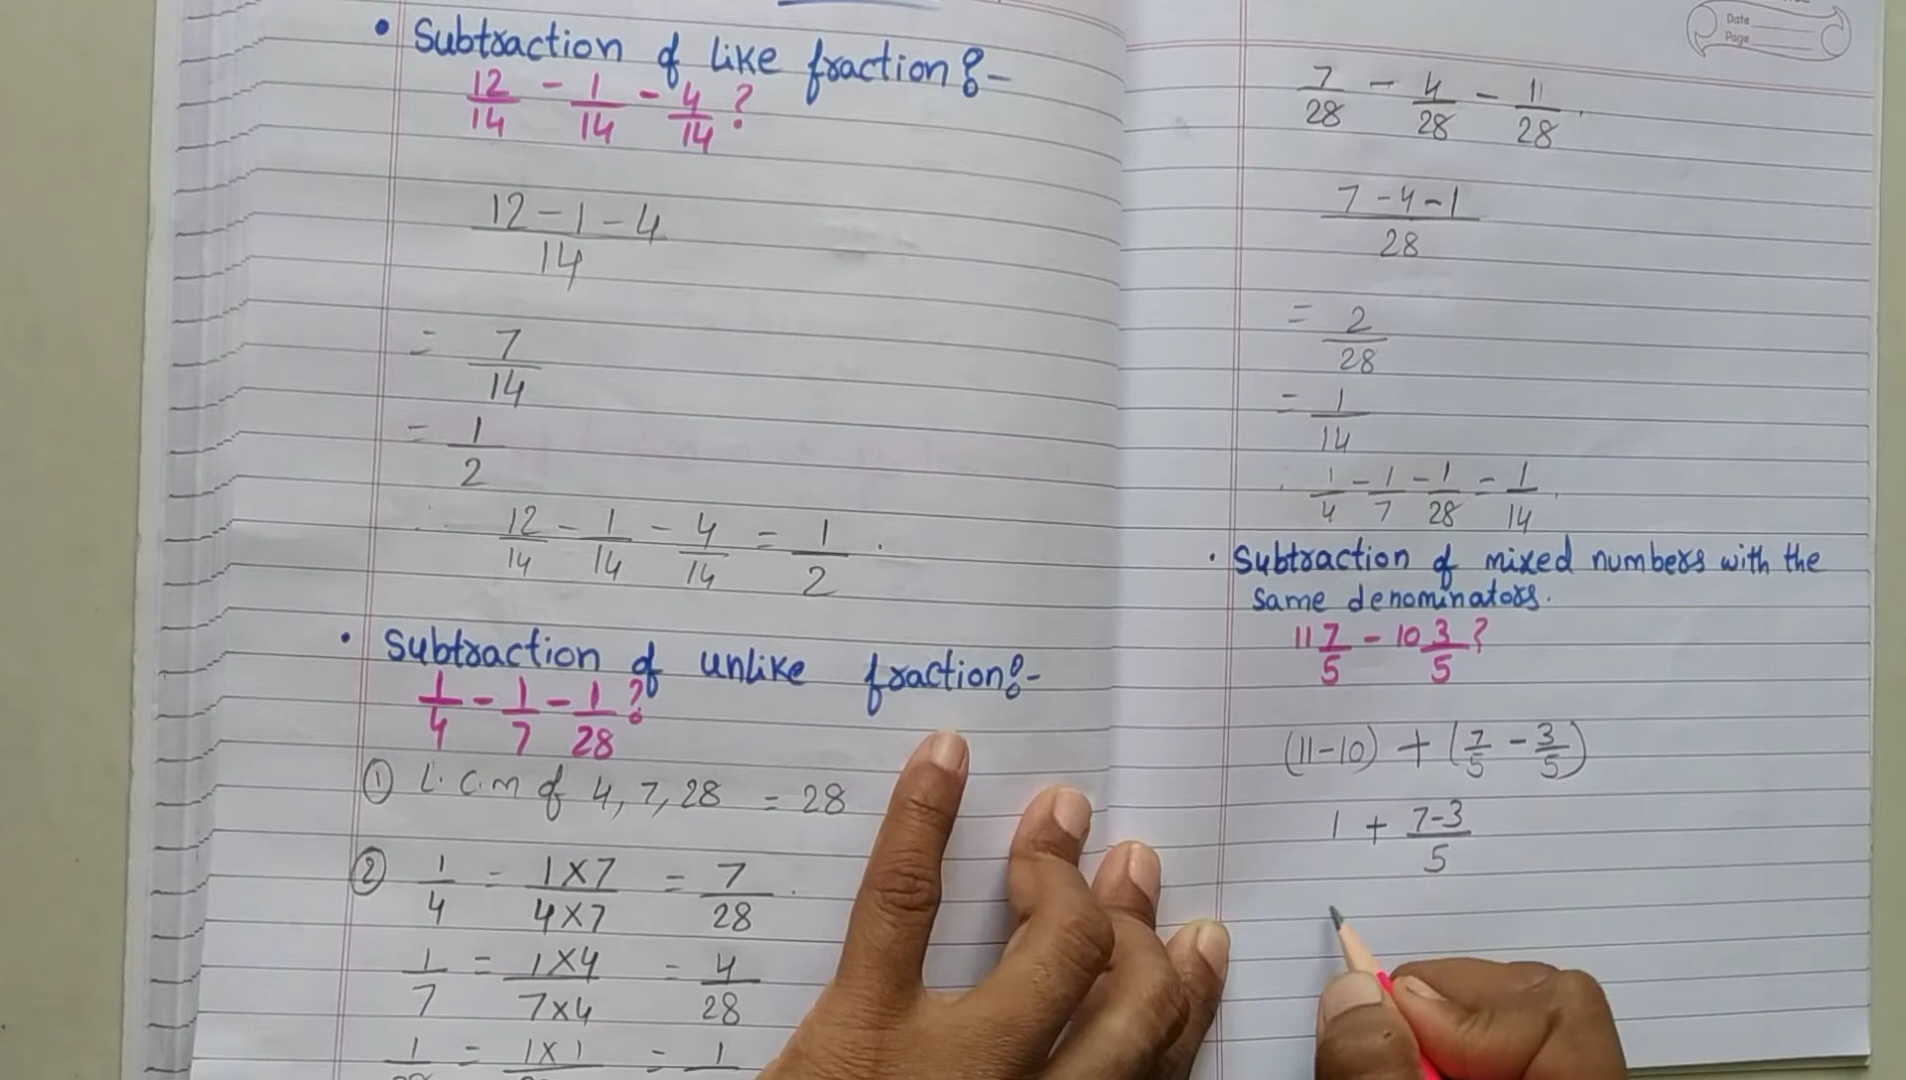 • Subtraction of like fraction:-
12/14 - 1/14 - 4/14 ?
12-1-4/14
= 7/14
= 1/2
12/14 - 1/14 - 4/14 = 1/2 .
• Subtraction of unlike fraction:-
1/4 - 1/7 - 1/28 ?
① L.C.M of 4, 7, 28 = 28
② 1/4 = 1×7/4×7 = 7/28 .
1/7 = 1×4/7×4 = 4/28
1 = 1×1 = 1
Date
Page
7/28 - 4/28 - 11/28 .
7-4-1/28
= 2/28
= 1/14
1/4 - 1/7 - 1/28 = 1/14 .
• Subtraction of mixed numbers with the
same denominators.
11 7/5 - 10 3/5 ?
(11-10) + (7/5 - 3/5)
1 + 7-3/5